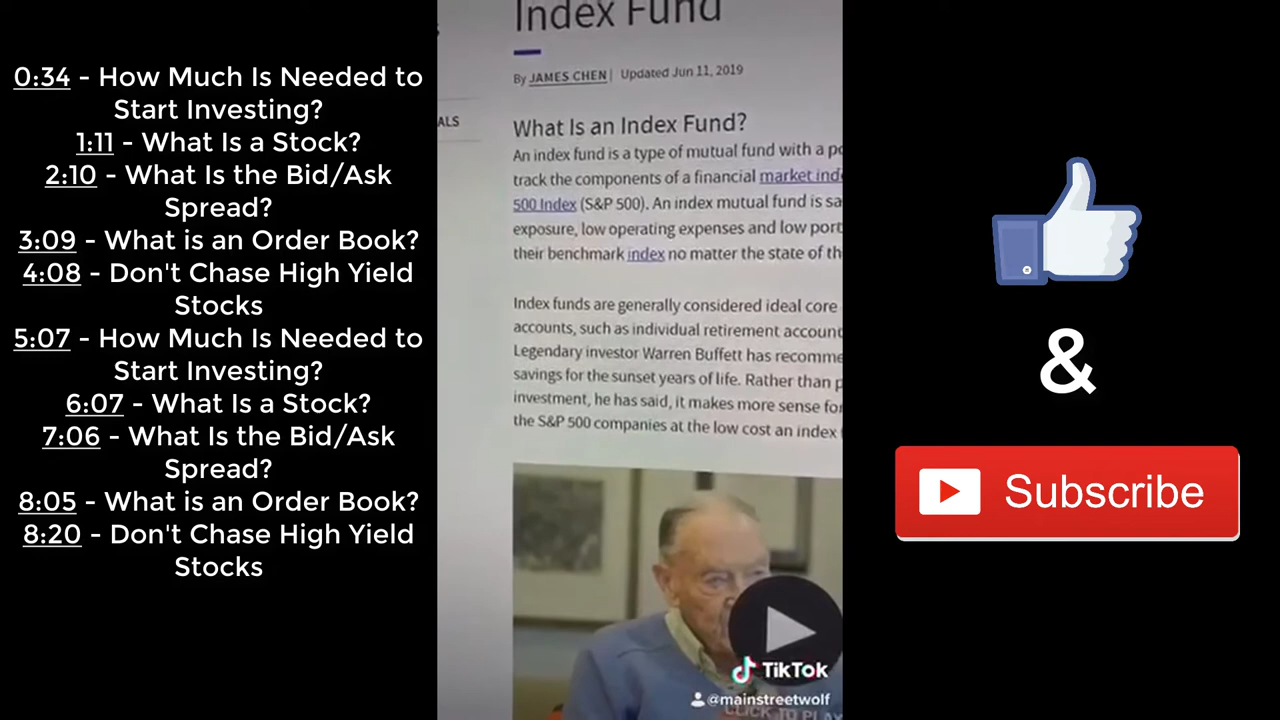 0:34 - How Much Is Needed to
Start Investing?
1:11 - What Is a Stock?
2:10 - What Is the Bid/Ask
Spread?
3:09 - What is an Order Book?
4:08 - Don't Chase High Yield
Stocks
5:07 - How Much Is Needed to
Start Investing?
6:07 - What Is a Stock?
7:06 - What Is the Bid/Ask
Spread?
8:05 - What is an Order Book?
8:20 - Don't Chase High Yield
Stocks
Index Fund
By JAMES CHEN | Updated Jun 11, 2019
ALS
What Is an Index Fund?
An index fund is a type of mutual fund with a
track the components of a financial market
500 Index (S&P 500). An index mutual fund is
exposure, low operating expenses and low
their benchmark index no matter the state of
Index funds are generally considered ideal core
accounts, such as individual retirement
Legendary investor Warren Buffett has
savings for the sunset years of life. Rather than
investment, he has said, it makes more sense
the S&P 500 companies at the low cost an index
TikTok
@mainstreetwolf
CLICK TO PLAY
&
Subscribe